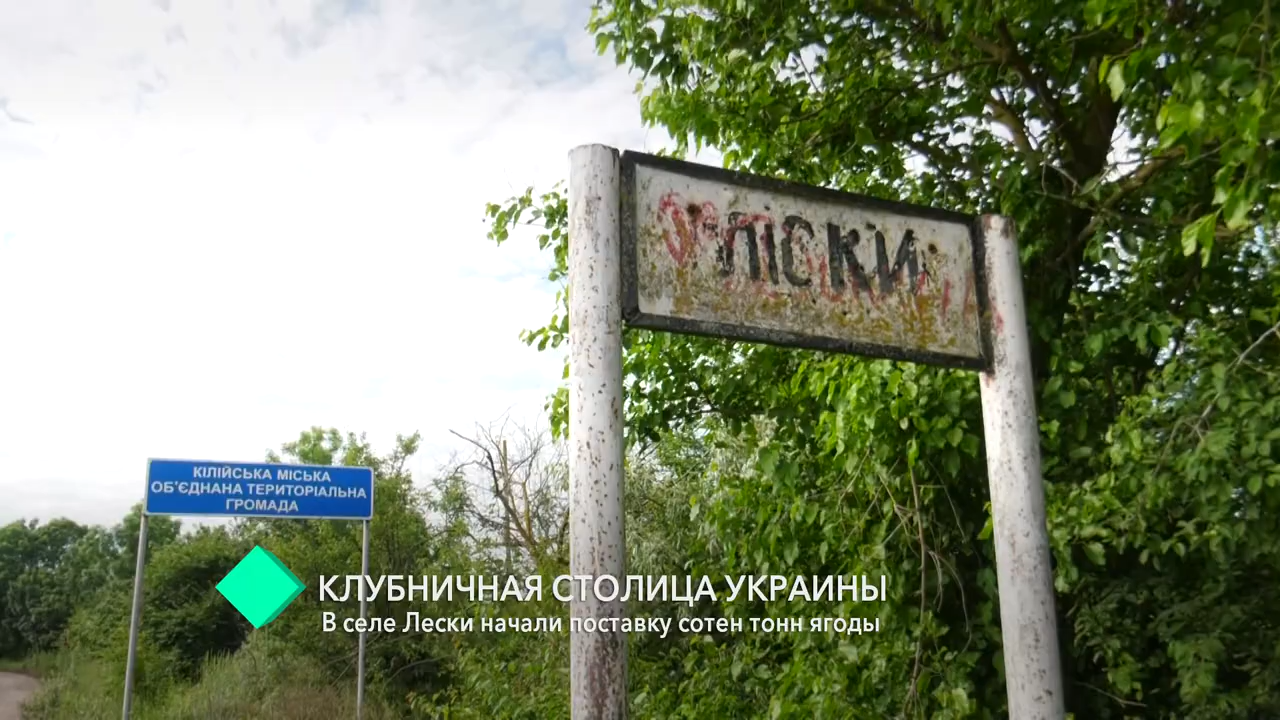 ЛІСКИ
КІЛІЙСЬКА МІСЬКА
ОБ'ЄДНАНА ТЕРИТОРІАЛЬНА
ГРОМАДА
КЛУБНИЧНАЯ СТОЛИЦА УКРАИНЫ
В селе Лески начали поставку сотен тонн ягоды